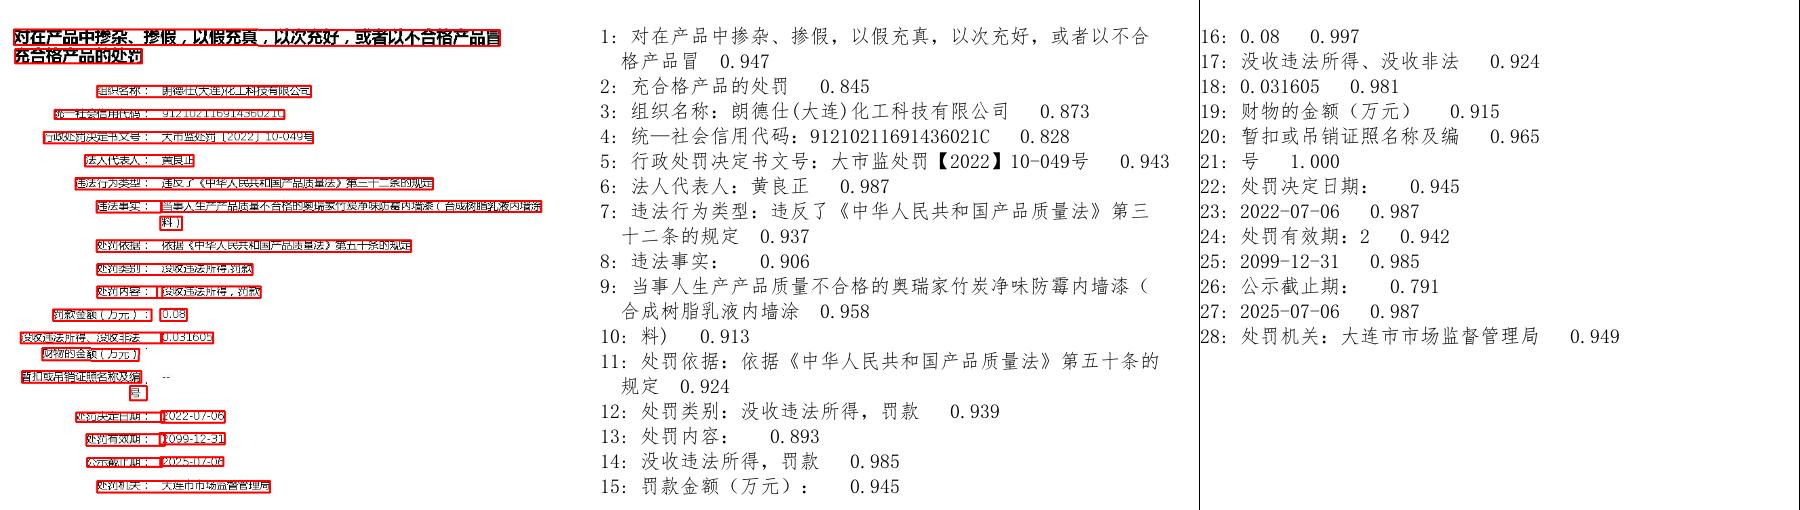 对在产品中掺杂、掺假，以假充真，以次充好，或者以不合格产品冒
充合格产品的处罚
组织名称： 朗德仕(大连)化工科技有限公司
统一社会信用代码： 91210211691436021C
行政处罚决定书文号： 大市监处罚〔2022〕10-049号
法人代表人： 黄良正
违法行为类型： 违反了《中华人民共和国产品质量法》第三十二条的规定
违法事实： 当事人生产产品质量不合格的奥瑞家竹炭净味防霉内墙漆（合成树脂乳液内墙涂
料）
处罚依据： 依据《中华人民共和国产品质量法》第五十条的规定
处罚类别： 没收违法所得,罚款
处罚内容： 没收违法所得，罚款
罚款金额（万元）： 0.08
没收违法所得、没收非法 0.031605
财物的金额（万元）：
暂扣或吊销证照名称及编 --
号：
处罚决定日期： 2022-07-06
处罚有效期： 2099-12-31
公示截止期： 2025-07-06
处罚机关： 大连市市场监督管理局
1: 对在产品中掺杂、掺假，以假充真，以次充好，或者以不合
格产品冒 0.947
2: 充合格产品的处罚 0.845
3: 组织名称：朗德仕(大连)化工科技有限公司 0.873
4: 统一社会信用代码：91210211691436021C 0.828
5: 行政处罚决定书文号：大市监处罚【2022】10-049号 0.943
6: 法人代表人：黄良正 0.987
7: 违法行为类型：违反了《中华人民共和国产品质量法》第三
十二条的规定 0.937
8: 违法事实： 0.906
9: 当事人生产产品质量不合格的奥瑞家竹炭净味防霉内墙漆（
合成树脂乳液内墙涂 0.958
10: 料) 0.913
11: 处罚依据：依据《中华人民共和国产品质量法》第五十条的
规定 0.924
12: 处罚类别：没收违法所得，罚款 0.939
13: 处罚内容： 0.893
14: 没收违法所得，罚款 0.985
15: 罚款金额（万元）： 0.945
16: 0.08 0.997
17: 没收违法所得、没收非法 0.924
18: 0.031605 0.981
19: 财物的金额（万元） 0.915
20: 暂扣或吊销证照名称及编 0.965
21: 号 1.000
22: 处罚决定日期： 0.945
23: 2022-07-06 0.987
24: 处罚有效期：2 0.942
25: 2099-12-31 0.985
26: 公示截止期： 0.791
27: 2025-07-06 0.987
28: 处罚机关：大连市市场监督管理局 0.949